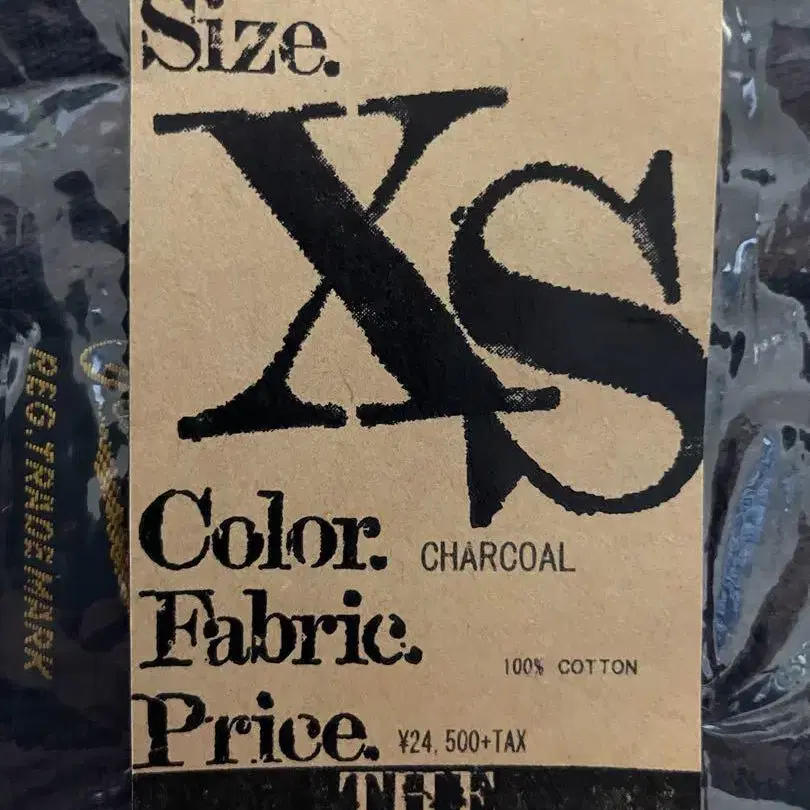 Size.
XS
Color. CHARCOAL
Fabric. 100% COTTON
Price. ¥24,500+TAX
THE
REG.TRADE MARK